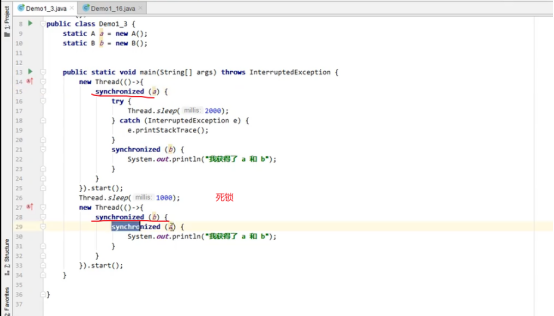 1: Project
Demo1_3.java
Demo1_16.java
8 public class Demo1_3 {
9 static A a = new A();
10 static B b = new B();
11
12
13 public static void main(String[] args) throws InterruptedException {
14 new Thread(()->{
15 synchronized (a) {
16 try {
17 Thread.sleep( millis: 2000);
18 } catch (InterruptedException e) {
19 e.printStackTrace();
20 }
21 synchronized (b) {
22 System.out.println("我获得了 a 和 b");
23 }
24 }
25 }).start();
26 Thread.sleep( millis: 1000); 死锁
27 new Thread(()->{
28 synchronized (b) {
29 synchronized (a) {
30 System.out.println("我获得了 a 和 b");
31 }
32 }
33 }).start();
34 }
35
36 }
37
Z: Structure
2: Favorites